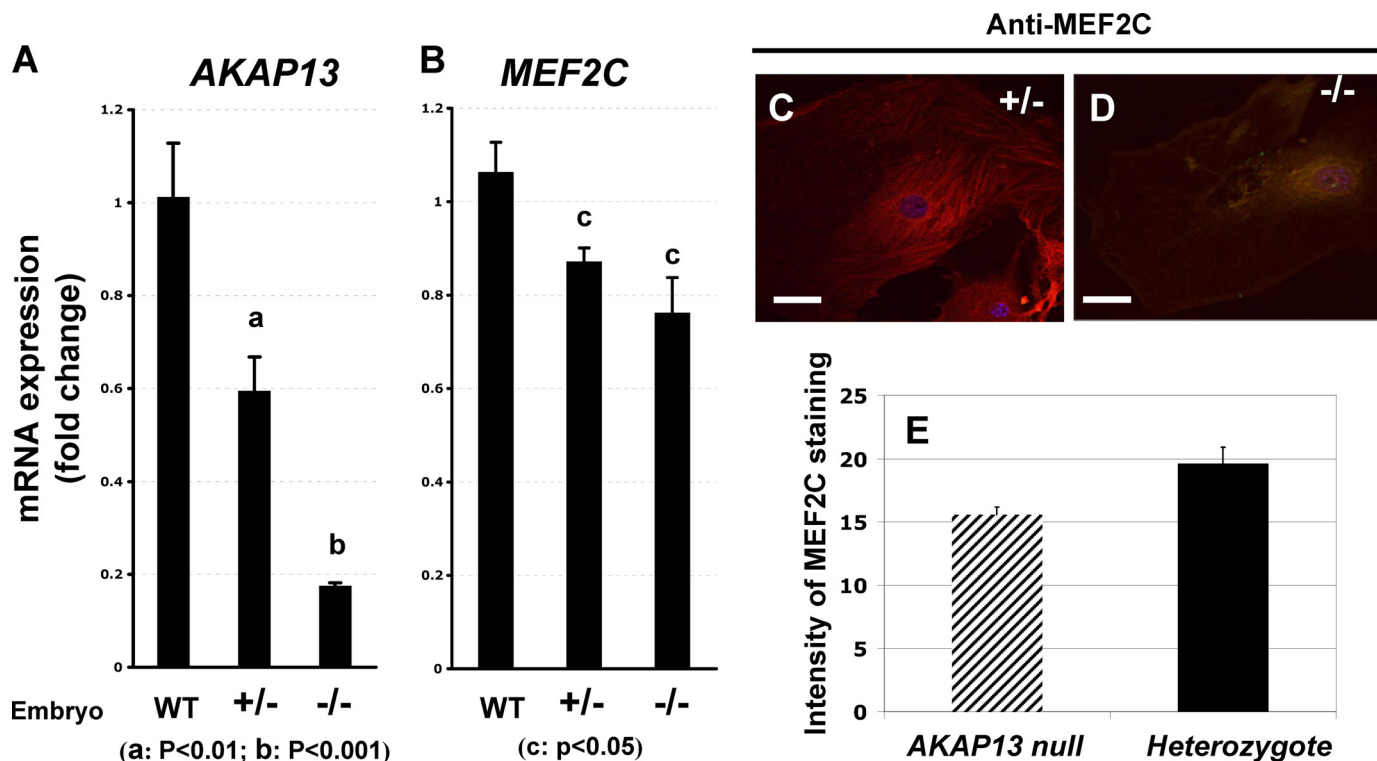 A
AKAP13
mRNA expression
(fold change)
1.2
1
0.8
0.6
0.4
0.2
0
a
b
Embryo
WT +/- -/-
(a: P<0.01; b: P<0.001)
B
MEF2C
1.2
1
0.8
0.6
0.4
0.2
0
c
c
WT +/- -/-
(c: p<0.05)
Anti-MEF2C
C +/-
D -/-
E
Intensity of MEF2C staining
25
20
15
10
5
0
AKAP13 null Heterozygote